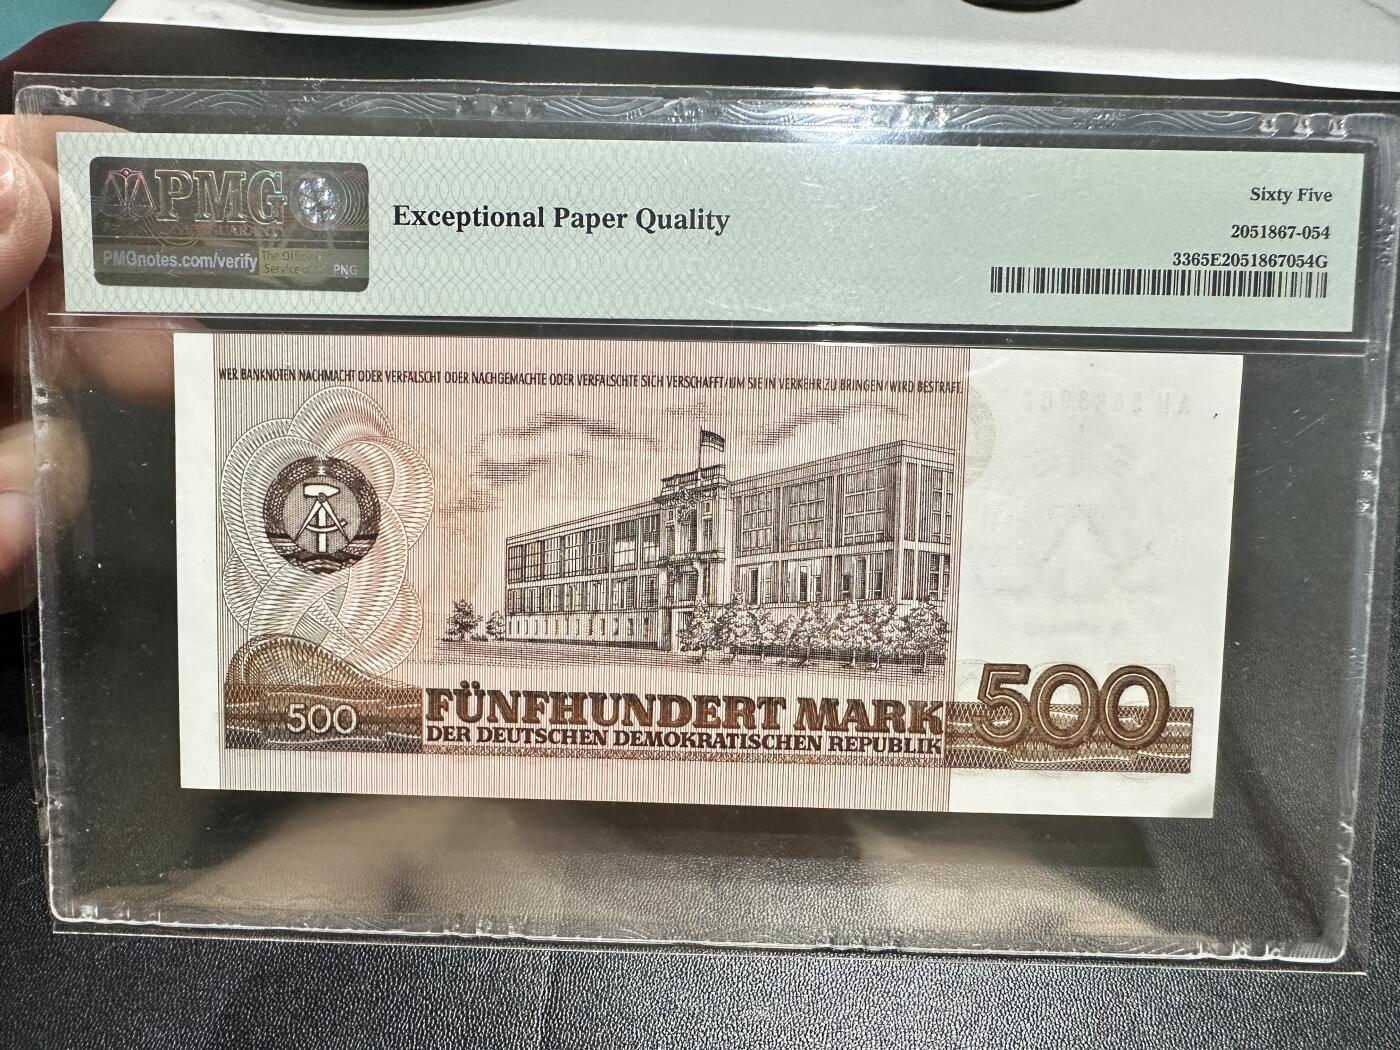 PMG
PMGnotes.com/verify
PNG
Exceptional Paper Quality
Sixty Five
2051867-054
3365E2051867054G
WER BANKNOTEN NACHMACHT ODER VERFÄLSCHT ODER NACHGEMACHTE ODER VERFÄLSCHTE SICH VERSCHAFFT/UM SIE IN VERKEHR ZU BRINGEN/WIRD BESTRAFT.
500
FÜNFHUNDERT MARK
DER DEUTSCHEN DEMOKRATISCHEN REPUBLIK
500